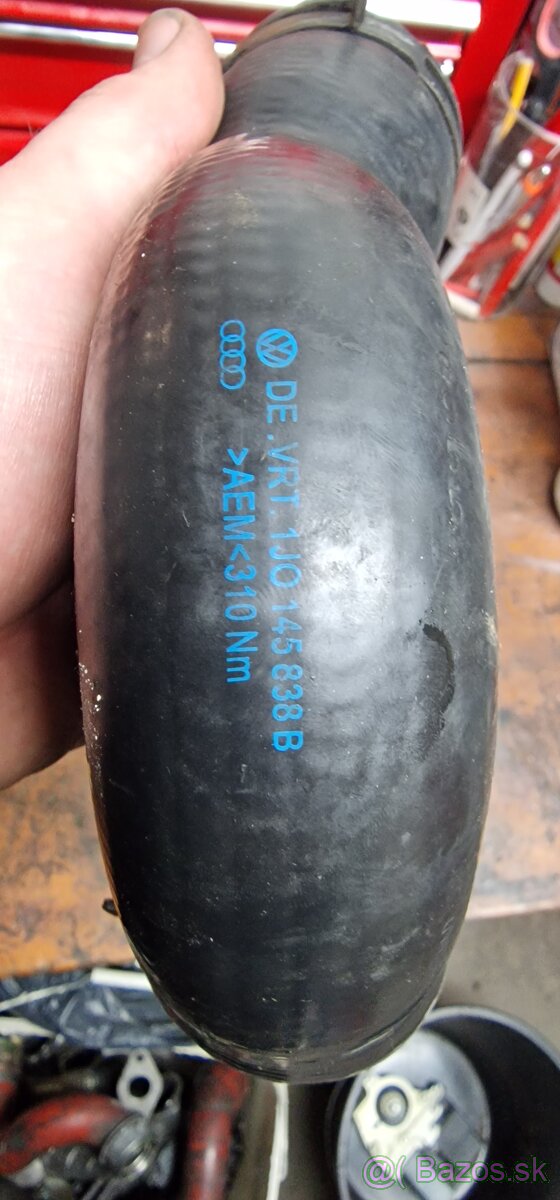 DE.VRT. 1J0 145 838 B
>AEM<310 Nm
@( Bazos.sk